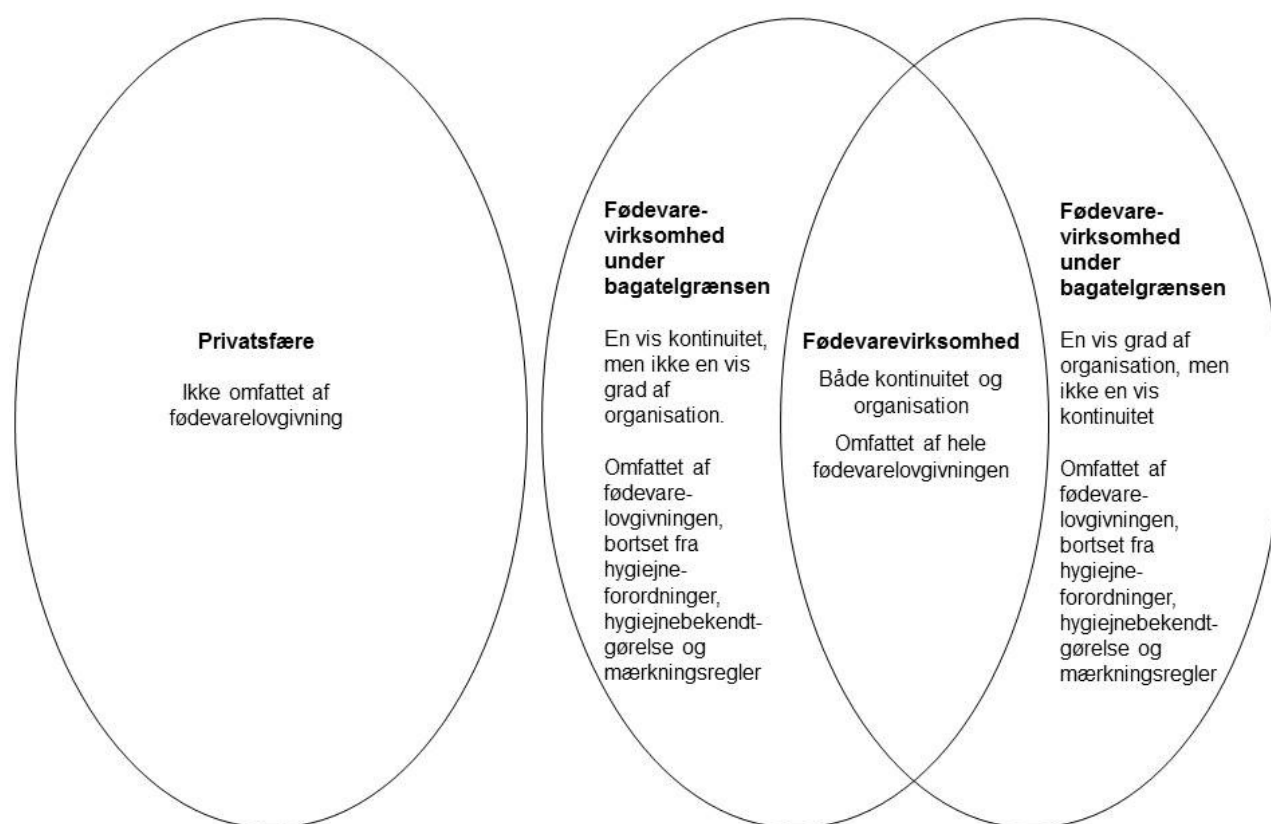 Privatsfære
Ikke omfattet af
fødevarelovgivning
Fødevare-
virksomhed
under
bagatelgrænsen
En vis kontinuitet,
men ikke en vis
grad af
organisation.
Omfattet af
fødevare-
lovgivningen,
bortset fra
hygiejne-
forordninger,
hygiejnebekendt-
gørelse og
mærkningsregler
Fødevarevirksomhed
Både kontinuitet og
organisation
Omfattet af hele
fødevarelovgivningen
Fødevare-
virksomhed
under
bagatelgrænsen
En vis grad af
organisation, men
ikke en vis
kontinuitet
Omfattet af
fødevare-
lovgivningen,
bortset fra
hygiejne-
forordninger,
hygiejnebekendt-
gørelse og
mærkningsregler